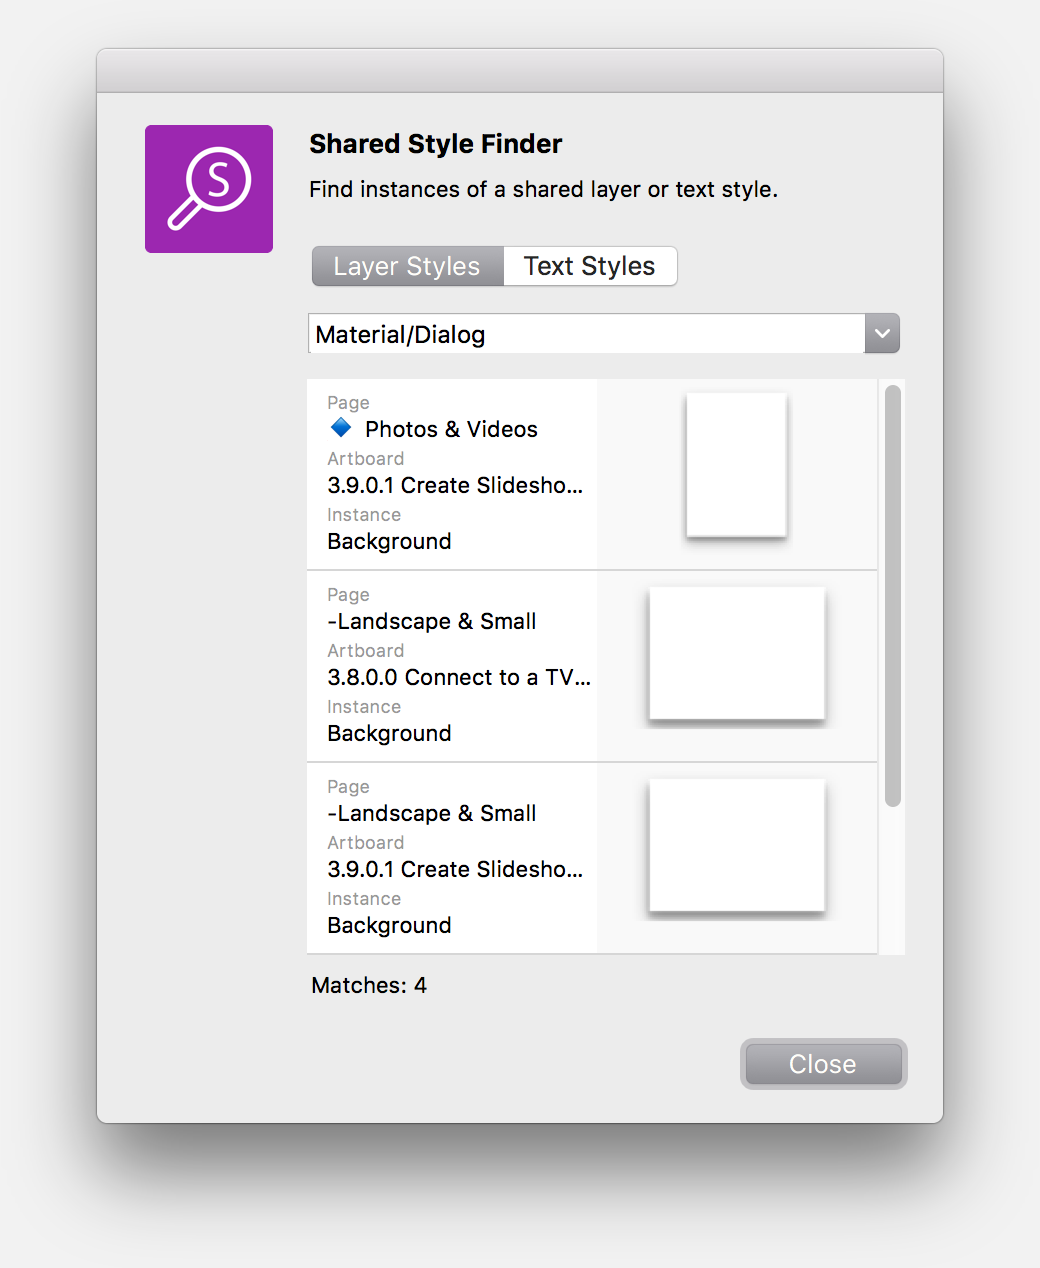 S
Shared Style Finder
Find instances of a shared layer or text style.
Layer Styles Text Styles
Material/Dialog
Page
🔷 Photos & Videos
Artboard
3.9.0.1 Create Slidesho...
Instance
Background
Page
-Landscape & Small
Artboard
3.8.0.0 Connect to a TV...
Instance
Background
Page
-Landscape & Small
Artboard
3.9.0.1 Create Slidesho...
Instance
Background
Matches: 4
Close